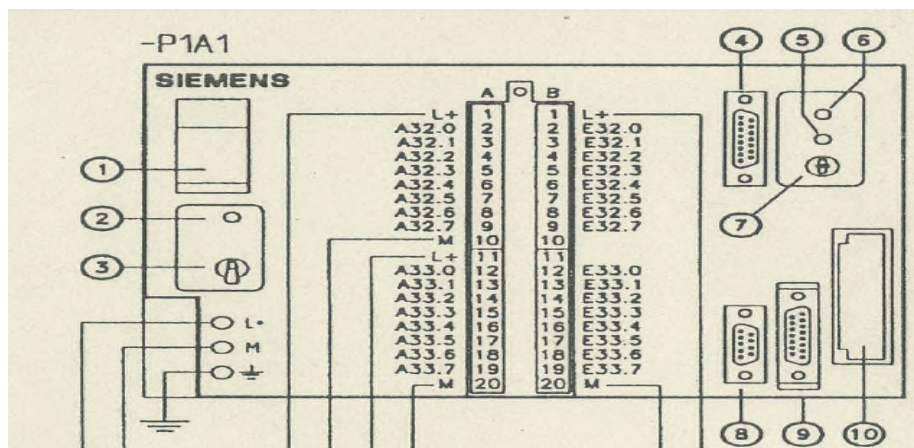 -P1A1
4 5 6
SIEMENS
A B
L+ 1 1 L+
A32.0 2 2 E32.0
A32.1 3 3 E32.1
A32.2 4 4 E32.2
A32.3 5 5 E32.3
A32.4 6 6 E32.4
A32.5 7 7 E32.5
A32.6 8 8 E32.6
A32.7 9 9 E32.7
M 10 10
L+ 11 11
A33.0 12 12 E33.0
A33.1 13 13 E33.1
A33.2 14 14 E33.2
A33.3 15 15 E33.3
A33.4 16 16 E33.4
A33.5 17 17 E33.5
A33.6 18 18 E33.6
A33.7 19 19 E33.7
M 20 20 M
1
2
3
L+
M
7
8 9 10